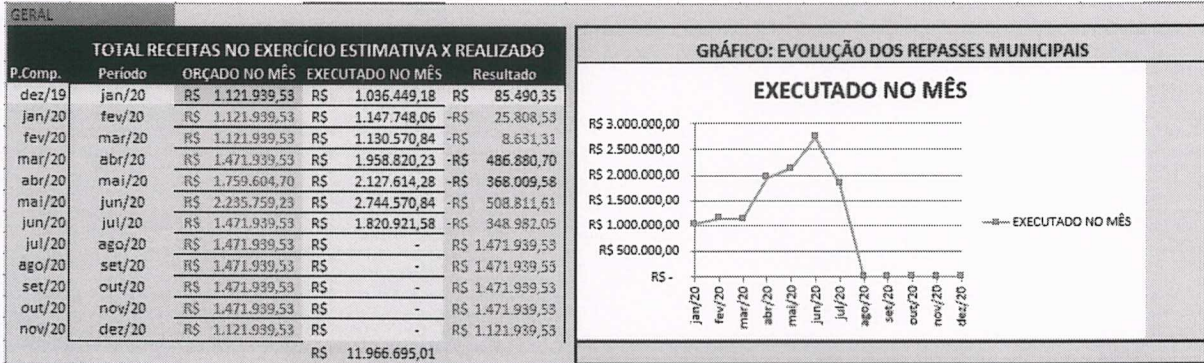 GERAL
TOTAL RECEITAS NO EXERCÍCIO ESTIMATIVA X REALIZADO
P.Comp. Período ORÇADO NO MÊS EXECUTADO NO MÊS Resultado
dez/19 jan/20 R$ 1.121.939,53 R$ 1.036.449,18 R$ 85.490,35
jan/20 fev/20 R$ 1.121.939,53 R$ 1.147.748,06 -R$ 25.808,53
fev/20 mar/20 R$ 1.121.939,53 R$ 1.130.570,84 -R$ 8.631,31
mar/20 abr/20 R$ 1.471.939,53 R$ 1.958.820,23 -R$ 486.880,70
abr/20 mai/20 R$ 1.759.604,70 R$ 2.127.614,28 -R$ 368.009,58
mai/20 jun/20 R$ 2.235.759,23 R$ 2.744.570,84 -R$ 508.811,61
jun/20 jul/20 R$ 1.471.939,53 R$ 1.820.921,58 -R$ 348.982,05
jul/20 ago/20 R$ 1.471.939,53 R$ - R$ 1.471.939,53
ago/20 set/20 R$ 1.471.939,53 R$ - R$ 1.471.939,53
set/20 out/20 R$ 1.471.939,53 R$ - R$ 1.471.939,53
out/20 nov/20 R$ 1.471.939,53 R$ - R$ 1.471.939,53
nov/20 dez/20 R$ 1.121.939,53 R$ - R$ 1.121.939,53
R$ 11.966.695,01
GRÁFICO: EVOLUÇÃO DOS REPASSES MUNICIPAIS
EXECUTADO NO MÊS
R$ 3.000.000,00
R$ 2.500.000,00
R$ 2.000.000,00
R$ 1.500.000,00
R$ 1.000.000,00
R$ 500.000,00
R$ -
jan/20
fev/20
mar/20
abr/20
mai/20
jun/20
jul/20
ago/20
set/20
out/20
nov/20
dez/20
EXECUTADO NO MÊS